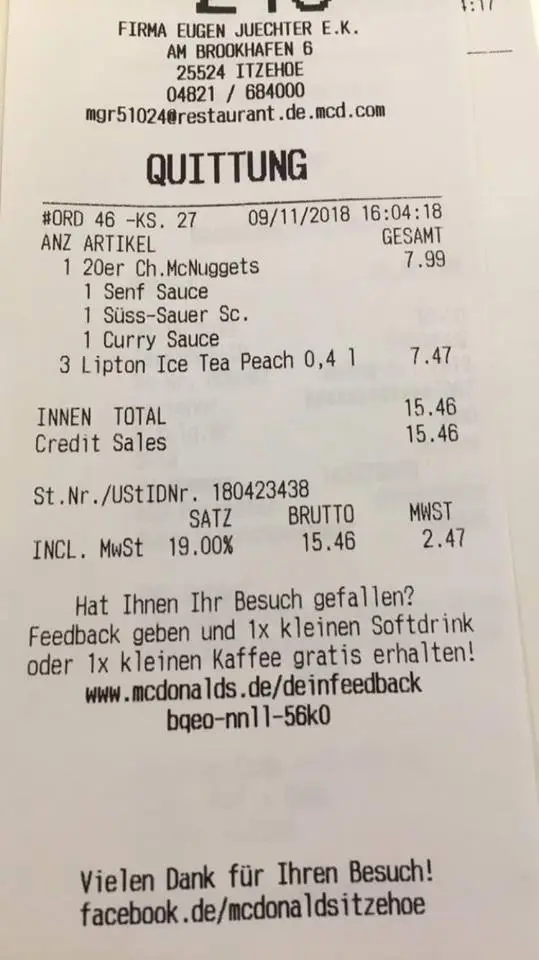 FIRMA EUGEN JUECHTER E.K.
AM BROOKHAFEN 6
25524 ITZEHOE
04821 / 684000
mgr51024@restaurant.de.mcd.com
QUITTUNG
#ORD 46 -KS. 27 09/11/2018 16:04:18
ANZ ARTIKEL GESAMT
1 20er Ch.McNuggets 7.99
1 Senf Sauce
1 Süss-Sauer Sc.
1 Curry Sauce
3 Lipton Ice Tea Peach 0,4 l 7.47
INNEN TOTAL 15.46
Credit Sales 15.46
St.Nr./UStIDNr. 180423438
SATZ BRUTTO MWST
INCL. MwSt 19.00% 15.46 2.47
Hat Ihnen Ihr Besuch gefallen?
Feedback geben und 1x kleinen Softdrink
oder 1x kleinen Kaffee gratis erhalten!
www.mcdonalds.de/deinfeedback
bqeo-nnll-56k0
Vielen Dank für Ihren Besuch!
facebook.de/mcdonaldsitzehoe